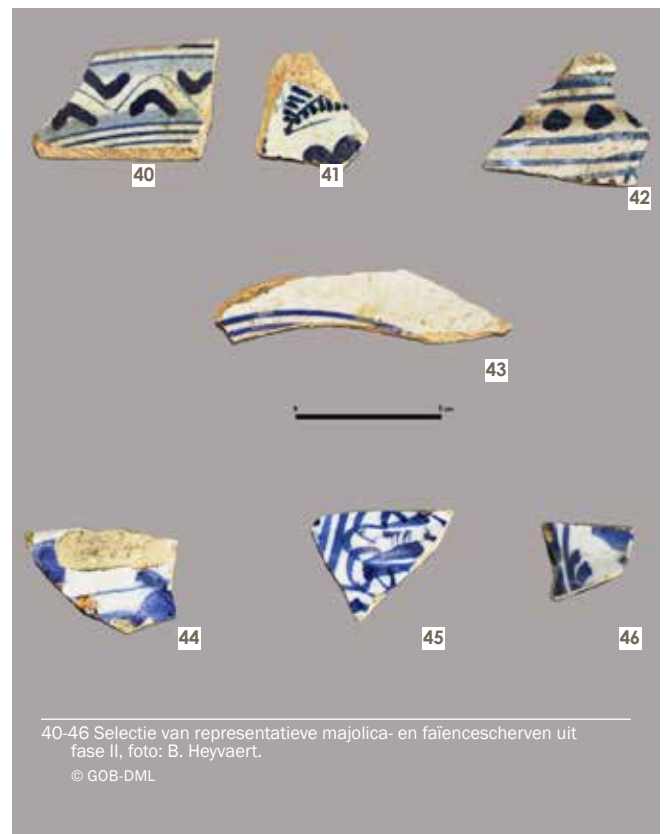 40
41
42
43
44
45
46
40-46 Selectie van representatieve majolica- en faïencescherven uit
fase II, foto: B. Heyvaert.
© GOB-DML